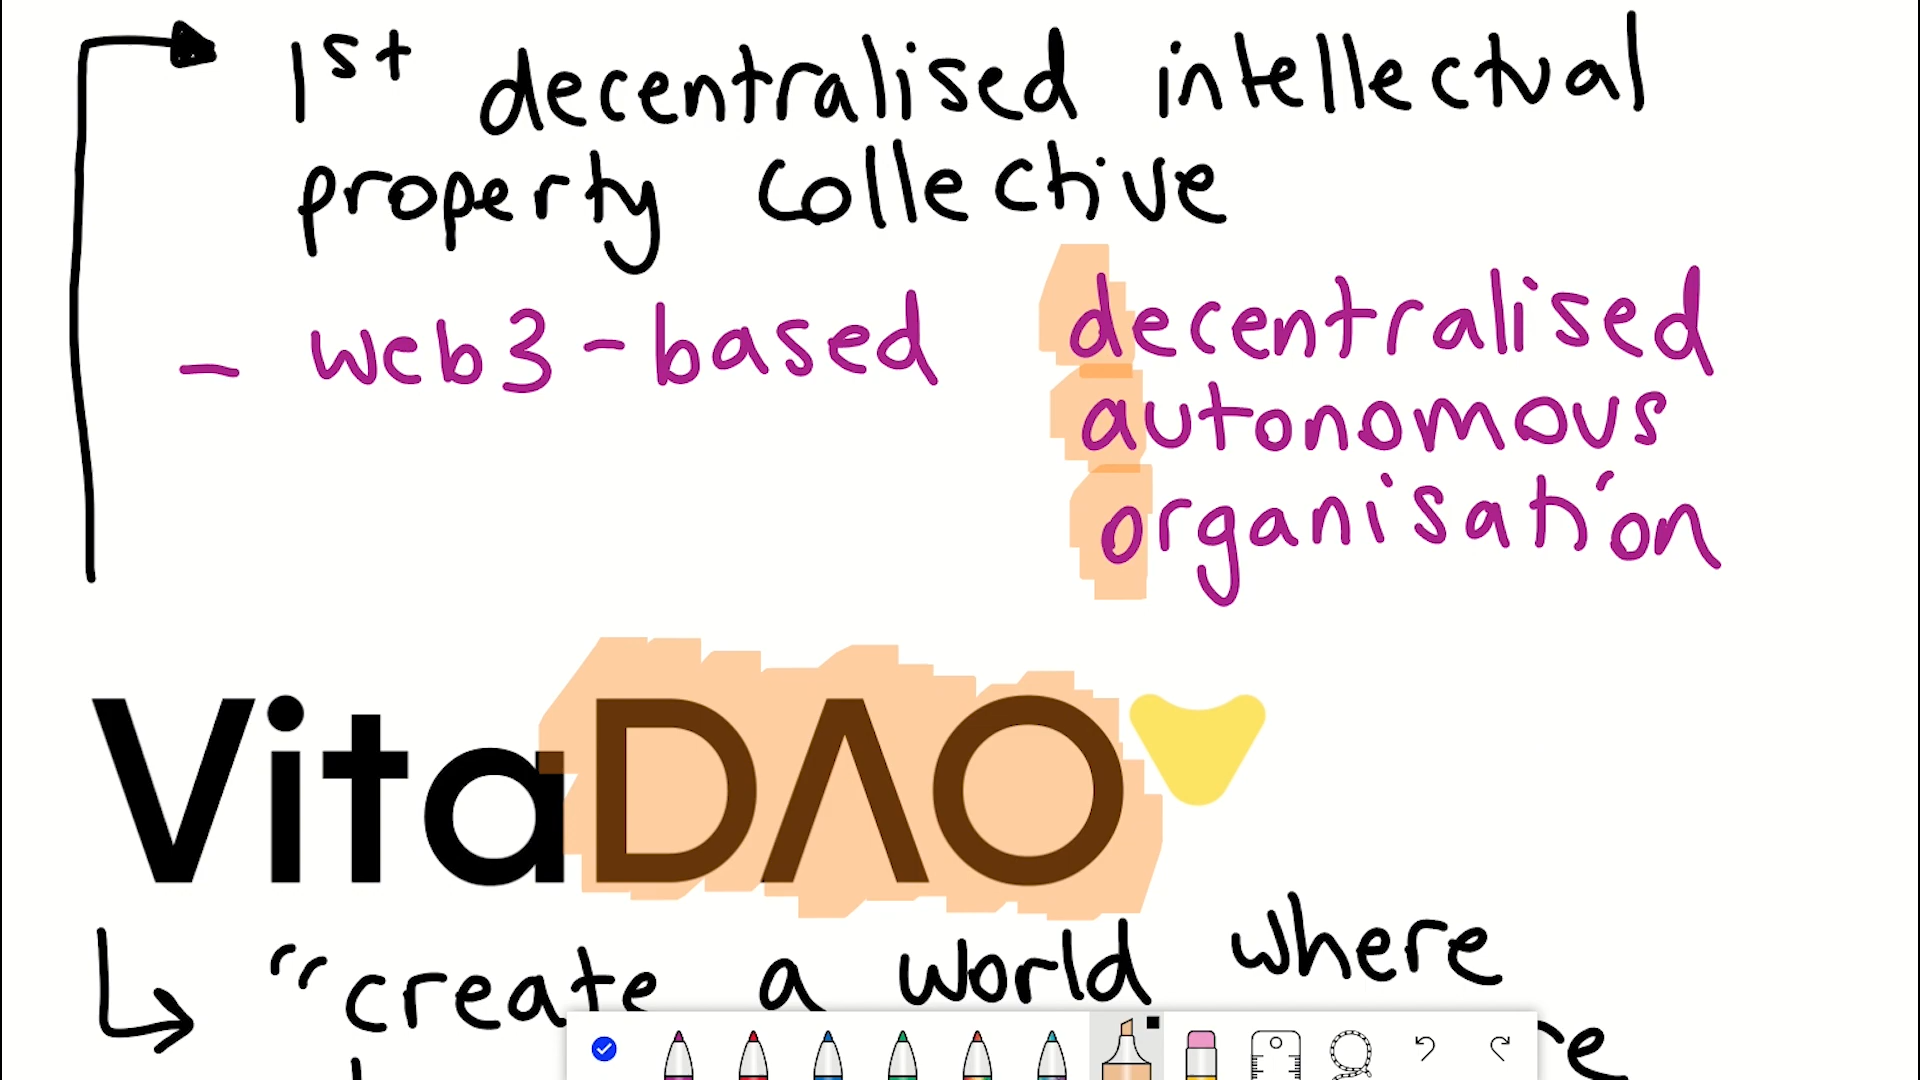 1st decentralised intellectual
property collective
- web3-based decentralised
autonomous
organisation
VitaDAO
"create a world where